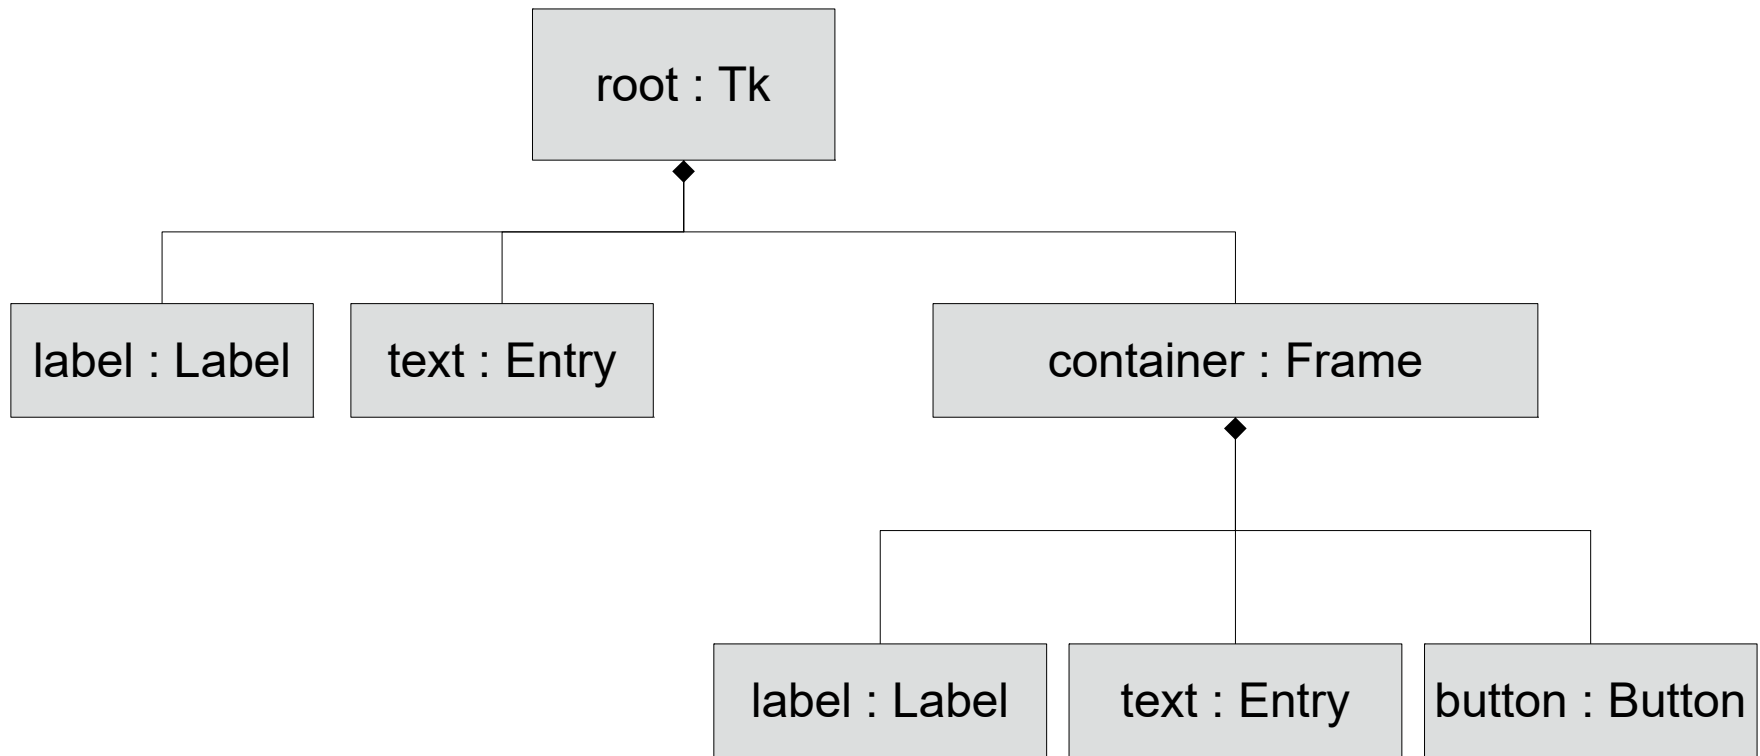 root : Tk
label : Label
text : Entry
container : Frame
label : Label
text : Entry
button : Button